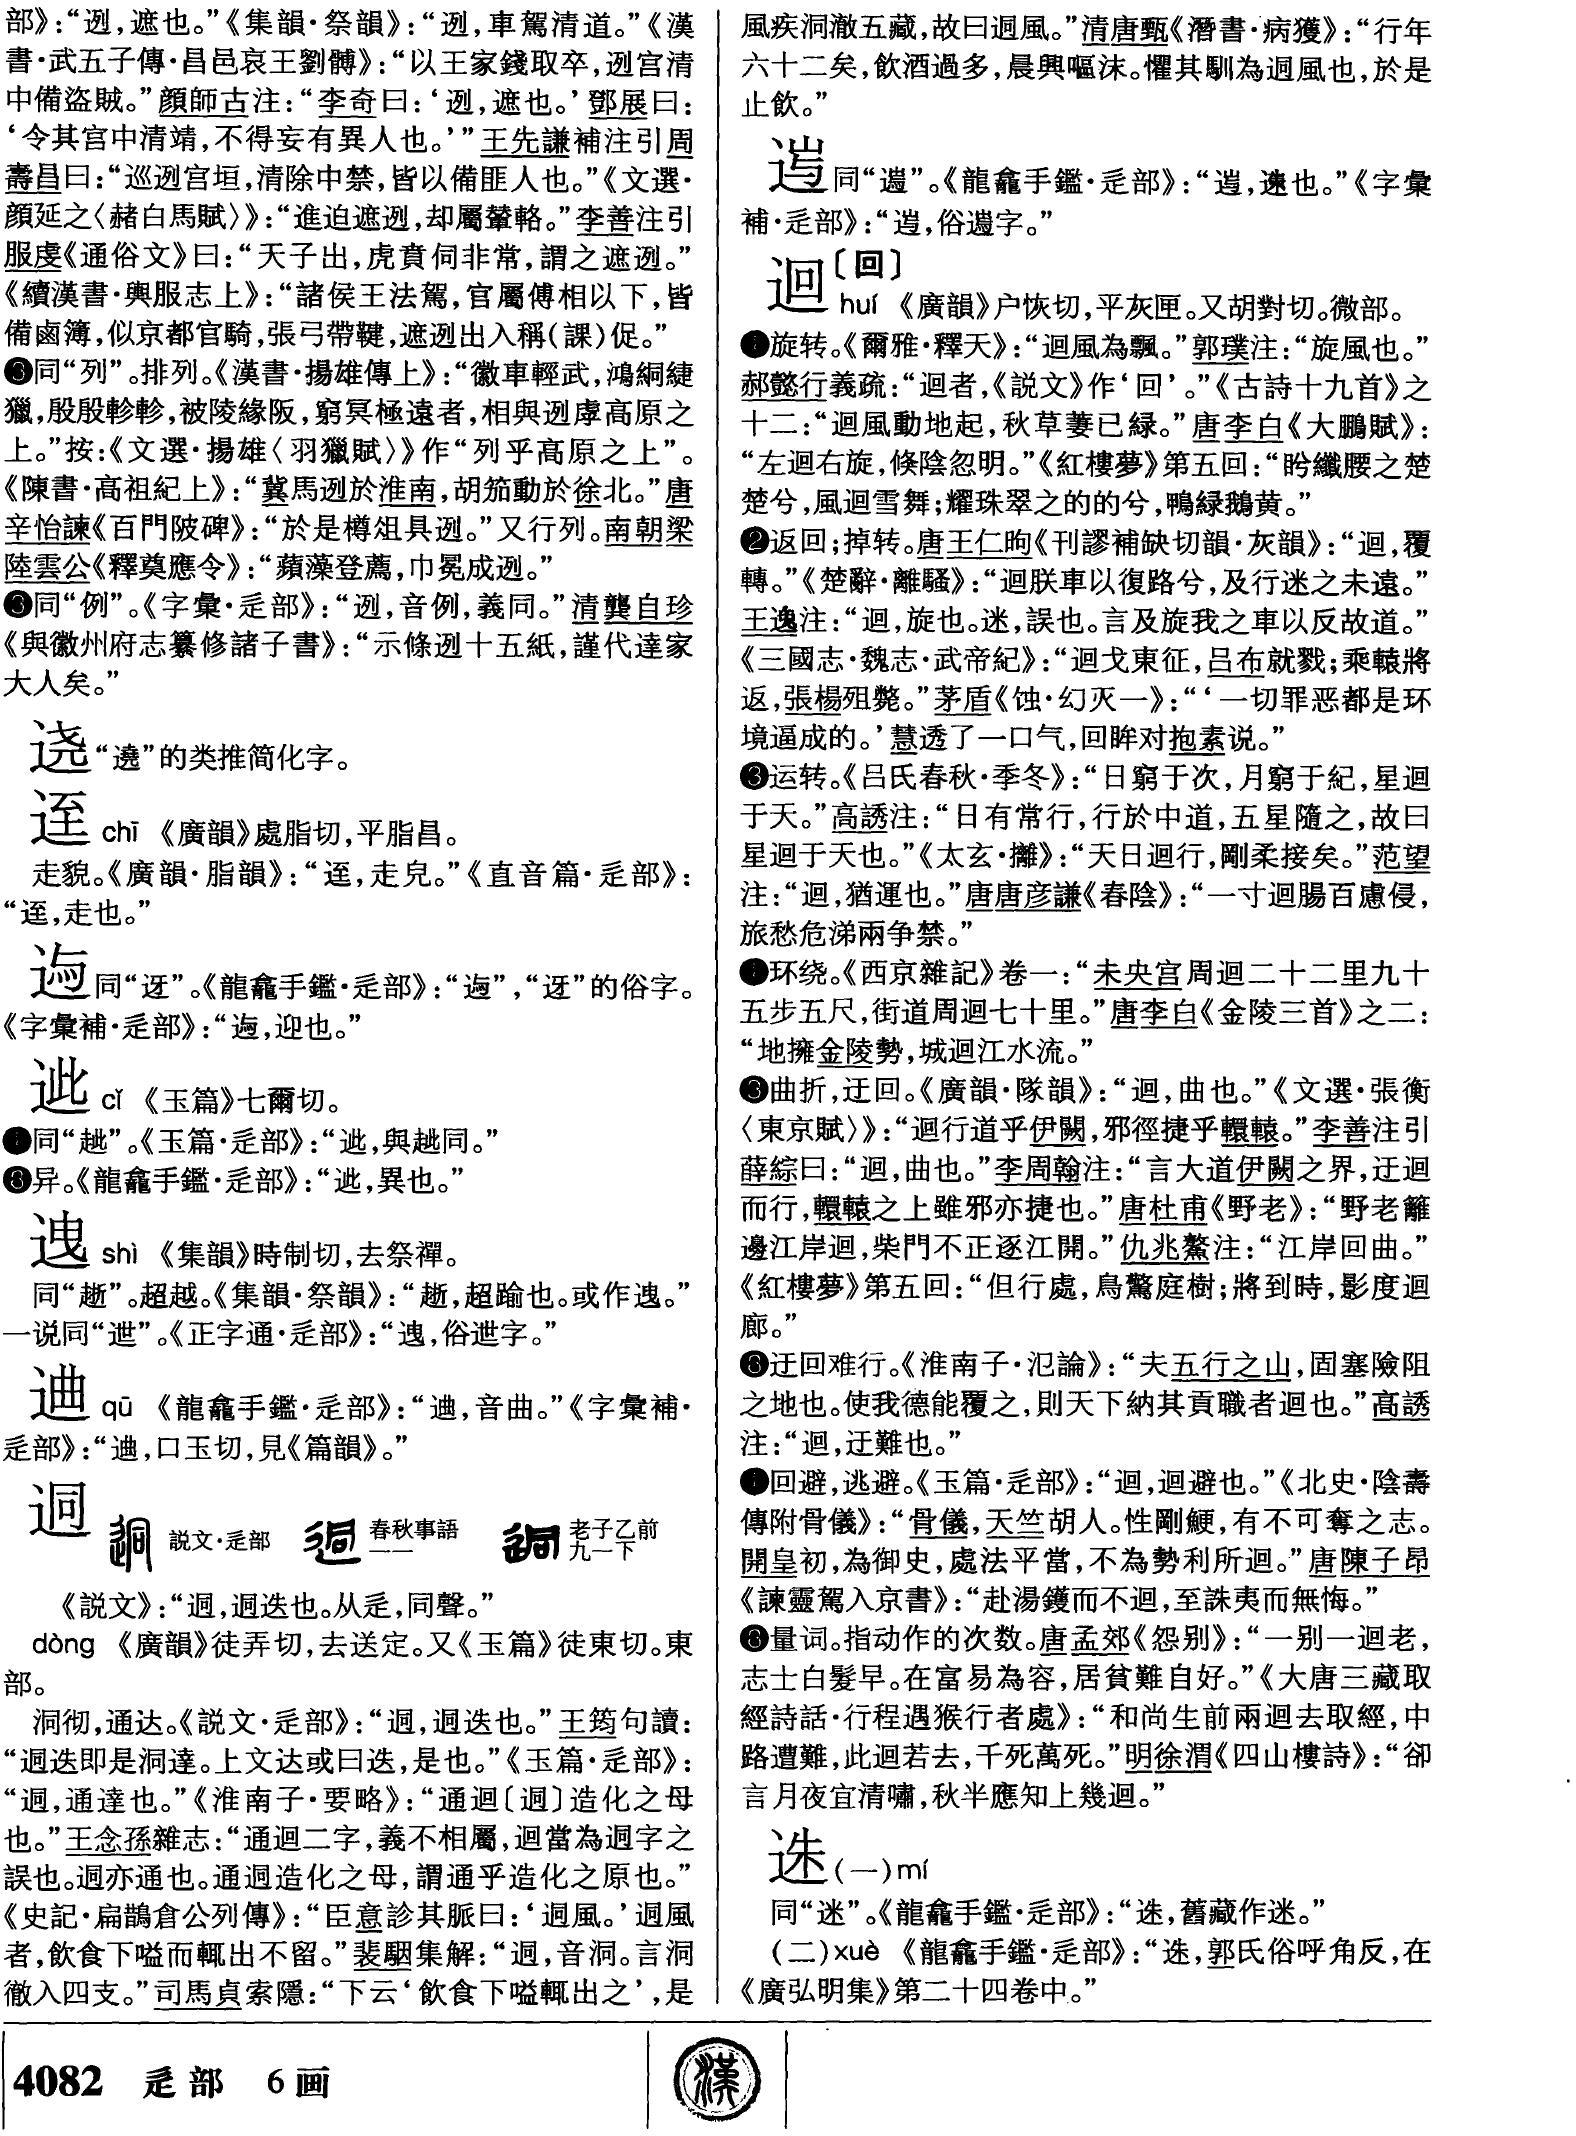 部》：“迾，遮也。”《集韻·祭韻》：“迾，車駕清道。”《漢
書·武五子傳·昌邑哀王劉髆》：“以王家錢取卒，迾宫清
中備盜賊。”顔師古注：“李奇曰：‘迾，遮也。’鄧展曰：
‘令其宫中清靖，不得妄有異人也。’”王先謙補注引周
壽昌曰：“巡迾宫垣，清除中禁，皆以備匪人也。”《文選·
顔延之〈赭白馬賦〉》：“進迫遮迾，却屬輦輅。”李善注引
服虔《通俗文》曰：“天子出，虎賁伺非常，謂之遮迾。”
《續漢書·輿服志上》：“諸侯王法駕，官屬傅相以下，皆
備鹵簿，似京都官騎，張弓帶鞬，遮迾出入稱(課)促。”
❸同“列”。排列。《漢書·揚雄傳上》：“徽車輕武，鴻絧緁
獵，殷殷軫軫，被陵緣阪，窮冥極遠者，相與迾虖高原之
上。”按：《文選·揚雄〈羽獵賦〉》作“列乎高原之上”。
《陳書·高祖紀上》：“冀馬迾於淮南，胡笳動於徐北。”唐
辛怡諫《百門陂碑》：“於是樽俎具迾。”又行列。南朝梁
陸雲公《釋奠應令》：“蘋藻登薦，巾冕成迾。”
❸同“例”。《字彙·辵部》：“迾，音例，義同。”清龔自珍
《與徽州府志纂修諸子書》：“示條迾十五紙，謹代達家
大人矣。”
𬨨“遶”的类推简化字。
𨒬 chī 《廣韻》處脂切，平脂昌。
走貌。《廣韻·脂韻》：“𨒬，走皃。”《直音篇·辵部》：
“𨒬，走也。”
同“迓”。《龍龕手鑑·辵部》：“”，“迓”的俗字。
《字彙補·辵部》：“，迎也。”
𨒤 cǐ 《玉篇》七爾切。
同“趀”。《玉篇·辵部》：“𨒤，與同。”
❽异。《龍龕手鑑·辵部》：“𨒤，異也。”
shì 《集韻》時制切，去祭禪。
同“𧻸”。超越。《集韻·祭韻》：“，超踰也。或作。”
一说同“迣”。《正字通·辵部》：“，俗迣字。”
qū 《龍龕手鑑·辵部》：“，音曲。”《字彙補·
辵部》：“，口玉切，見《篇韻》。”
迵
説文·辵部 春秋事語一一 老子乙前九一下
《説文》：“迵，迵迭也。从辵，同聲。”
dòng 《廣韻》徒弄切，去送定。又《玉篇》徒東切。東
部。
洞彻，通达。《説文·辵部》：“迵，迵迭也。”王筠句讀：
“迵迭即是洞達。上文达或曰迭，是也。”《玉篇·辵部》：
“迵，通達也。”《淮南子·要略》：“通迴〔迵〕造化之母
也。”王念孫雜志：“通迴二字，義不相屬，迴當為迵字之
誤也。迵亦通也。通迵造化之母，謂通乎造化之原也。”
《史記·扁鵲倉公列傳》：“臣意診其脈曰：‘迵風。’迵風
者，飲食下嗌而輒出不留。”裴駰集解：“迵，音洞。言洞
徹入四支。”司馬貞索隱：“下云‘飲食下嗌輒出之’，是
風疾洞澈五藏，故曰迵風。”清唐甄《潛書·病獲》：“行年
六十二矣，飲酒過多，晨興嘔沫。懼其馴為迵風也，於是
止飲。”
同“”。《龍龕手鑑·辵部》：“，速也。”《字彙
補·辵部》：“，俗字。”
迴〔回〕
huí 《廣韻》户恢切，平灰匣。又胡對切。微部。
❶旋转。《爾雅·釋天》：“迴風為飄。”郭璞注：“旋風也。”
郝懿行義疏：“迴者，《説文》作‘回’。”《古詩十九首》之
十二：“迴風動地起，秋草萋已緑。”唐李白《大鵬賦》：
“左迴右旋，倏陰忽明。”《紅樓夢》第五回：“盻纖腰之楚
楚兮，風迴雪舞；耀珠翠之的的兮，鴨緑鵝黄。”
❷返回；掉转。唐王仁昫《刊謬補缺切韻·灰韻》：“迴，覆
轉。”《楚辭·離騷》：“迴朕車以復路兮，及行迷之未遠。”
王逸注：“迴，旋也。迷，誤也。言及旋我之車以反故道。”
《三國志·魏志·武帝紀》：“迴戈東征，吕布就戮；乘轅將
返，張楊殂斃。”茅盾《蚀·幻灭一》：“‘一切罪恶都是环
境逼成的。’慧透了一口气，回眸对抱素说。”
❸运转。《吕氏春秋·季冬》：“日窮于次，月窮于紀，星迴
于天。”高誘注：“日有常行，行於中道，五星隨之，故曰
星迴于天也。”《太玄·攡》：“天日迴行，剛柔接矣。”范望
注：“迴，猶運也。”唐唐彦謙《春陰》：“一寸迴腸百慮侵，
旅愁危涕兩争禁。”
❹环绕。《西京雜記》卷一：“未央宫周迴二十二里九十
五步五尺，街道周迴七十里。”唐李白《金陵三首》之二：
“地擁金陵勢，城迴江水流。”
❸曲折，迂回。《廣韻·隊韻》：“迴，曲也。”《文選·張衡
〈東京賦〉》：“迴行道乎伊闕，邪徑捷乎轘轅。”李善注引
薛綜曰：“迴，曲也。”李周翰注：“言大道伊闕之界，迂迴
而行，轘轅之上雖邪亦捷也。”唐杜甫《野老》：“野老籬
邊江岸迴，柴門不正逐江開。”仇兆鰲注：“江岸回曲。”
《紅樓夢》第五回：“但行處，鳥驚庭樹；將到時，影度迴
廊。”
❻迂回难行。《淮南子·氾論》：“夫五行之山，固塞險阻
之地也。使我德能覆之，則天下納其貢職者迴也。”高誘
注：“迴，迂難也。”
❼回避，逃避。《玉篇·辵部》：“迴，迴避也。”《北史·陰壽
傳附骨儀》：“骨儀，天竺胡人。性剛鯁，有不可奪之志。
開皇初，為御史，處法平當，不為勢利所迴。”唐陳子昂
《諫靈駕入京書》：“赴湯鑊而不迴，至誅夷而無悔。”
❽量词。指动作的次数。唐孟郊《怨别》：“一别一迴老，
志士白髮早。在富易為容，居貧難自好。”《大唐三藏取
經詩話·行程遇猴行者處》：“和尚生前兩迴去取經，中
路遭難，此迴若去，千死萬死。”明徐渭《四山樓詩》：“卻
言月夜宜清嘯，秋半應知上幾迴。”
(一)mí
同“迷”。《龍龕手鑑·辵部》：“，舊藏作迷。”
(二)xuè 《龍龕手鑑·辵部》：“，郭氏俗呼角反，在
《廣弘明集》第二十四卷中。”
4082 辵部 6画
漢